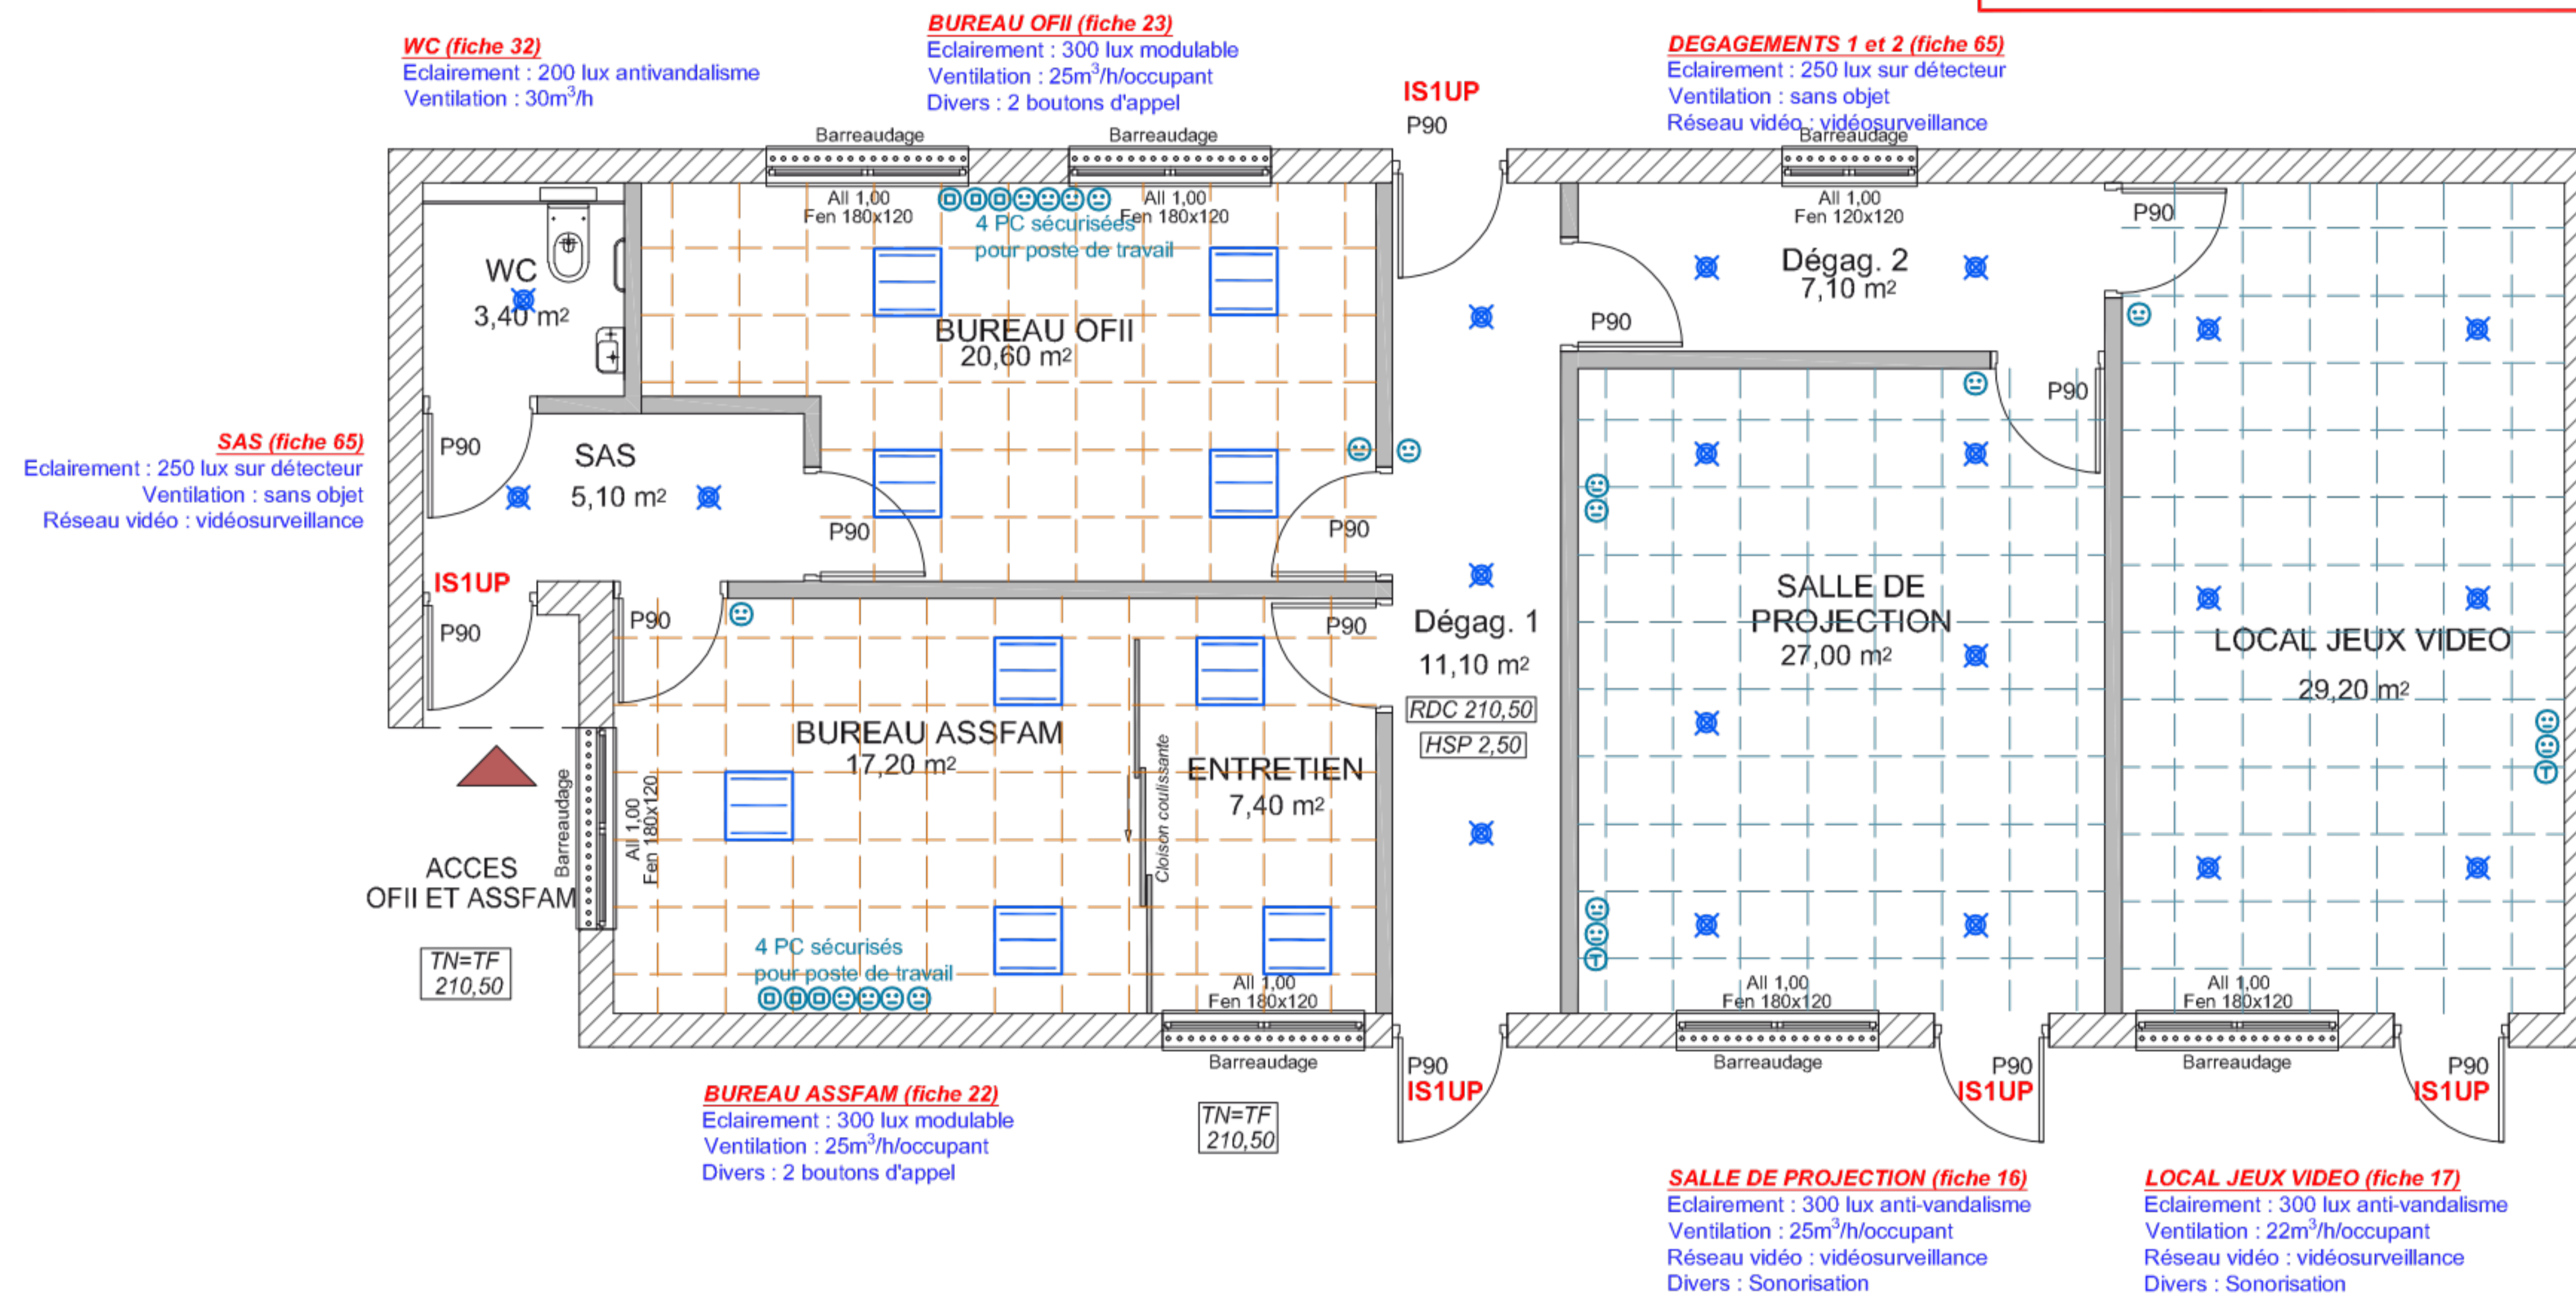 WC (fiche 32)
Eclairement : 200 lux antivandalisme
Ventilation : 30m³/h
BUREAU OFII (fiche 23)
Eclairement : 300 lux modulable
Ventilation : 25m³/h/occupant
Divers : 2 boutons d'appel
IS1UP
P90
DEGAGEMENTS 1 et 2 (fiche 65)
Eclairement : 250 lux sur détecteur
Ventilation : sans objet
Réseau vidéo : vidéosurveillance
Barreaudage
Barreaudage
Barreaudage
All 1,00
Fen 180x120
All 1,00
Fen 180x120
4 PC sécurisées
pour poste de travail
All 1,00
Fen 120x120
P90
WC
3,40 m²
BUREAU OFII
20,60 m²
Dégag. 2
7,10 m²
P90
P90
SAS (fiche 65)
Eclairement : 250 lux sur détecteur
Ventilation : sans objet
Réseau vidéo : vidéosurveillance
P90
SAS
5,10 m²
P90
P90
IS1UP
P90
P90
P90
Dégag. 1
11,10 m²
RDC 210,50
HSP 2,50
SALLE DE
PROJECTION
27,00 m²
LOCAL JEUX VIDEO
29,20 m²
BUREAU ASSFAM
17,20 m²
Cloison coulissante
ENTRETIEN
7,40 m²
Barreaudage
All 1,00
Fen 180x120
ACCES
OFII ET ASSFAM
TN=TF
210,50
4 PC sécurisés
pour poste de travail
T
T
All 1,00
Fen 180x120
All 1,00
Fen 180x120
All 1,00
Fen 180x120
Barreaudage
Barreaudage
Barreaudage
P90
IS1UP
P90
IS1UP
P90
IS1UP
BUREAU ASSFAM (fiche 22)
Eclairement : 300 lux modulable
Ventilation : 25m³/h/occupant
Divers : 2 boutons d'appel
TN=TF
210,50
SALLE DE PROJECTION (fiche 16)
Eclairement : 300 lux anti-vandalisme
Ventilation : 25m³/h/occupant
Réseau vidéo : vidéosurveillance
Divers : Sonorisation
LOCAL JEUX VIDEO (fiche 17)
Eclairement : 300 lux anti-vandalisme
Ventilation : 22m³/h/occupant
Réseau vidéo : vidéosurveillance
Divers : Sonorisation